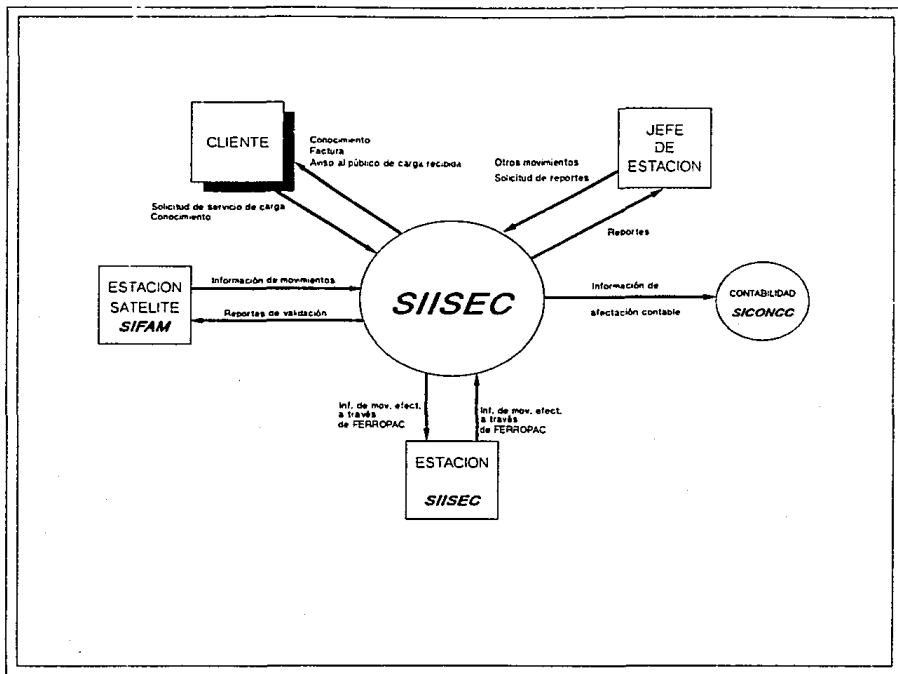 CLIENTE
Conocimiento
Factura
Aviso al público de carga recibida
JEFE
DE
ESTACION
Otros movimientos
Solicitud de reportes
Solicitud de servicio de carga
Conocimiento
Reportes
ESTACION
SATELITE
SIFAM
Información de movimientos
Reportes de validación
SIISEC
Información de
afectación contable
CONTABILIDAD
SICONCC
Inf. de mov. efect.
a través
de FERROPAC
Inf. de mov. efect.
a través
de FERROPAC
ESTACION
SIISEC